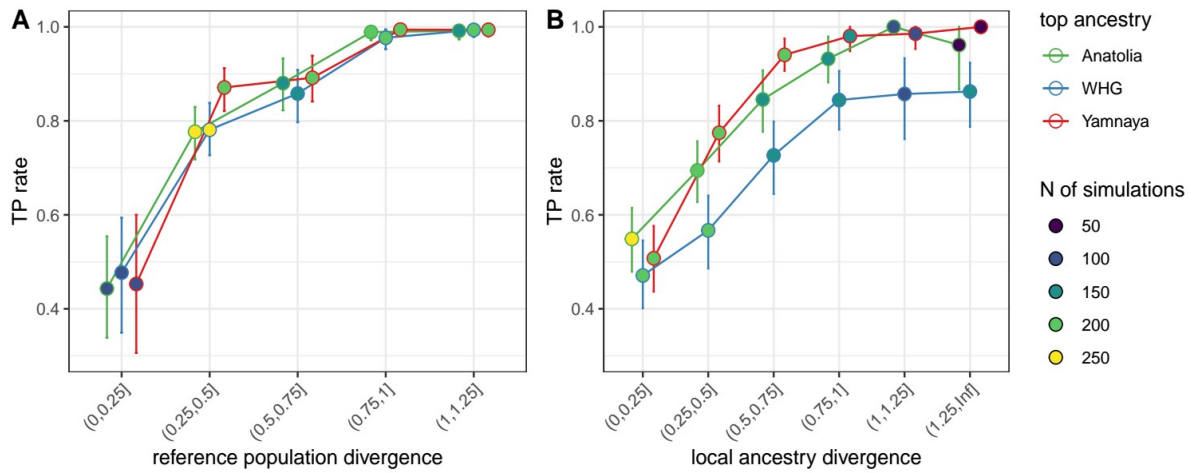 A
TP rate
1.0
0.8
0.6
0.4
(0,0.25]
(0.25,0.5]
(0.5,0.75]
(0.75,1]
(1,1.25]
reference population divergence
B
TP rate
1.0
0.8
0.6
0.4
(0,0.25]
(0.25,0.5]
(0.5,0.75]
(0.75,1]
(1,1.25]
(1.25,Inf]
local ancestry divergence
top ancestry
Anatolia
WHG
Yamnaya
N of simulations
50
100
150
200
250